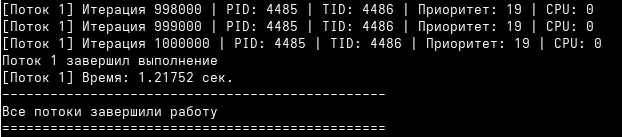 [Поток 1] Итерация 998000 | PID: 4485 | TID: 4486 | Приоритет: 19 | CPU: 0
[Поток 1] Итерация 999000 | PID: 4485 | TID: 4486 | Приоритет: 19 | CPU: 0
[Поток 1] Итерация 1000000 | PID: 4485 | TID: 4486 | Приоритет: 19 | CPU: 0
Поток 1 завершил выполнение
[Поток 1] Время: 1.21752 сек.
------------------------------------------------
Все потоки завершили работу
================================================